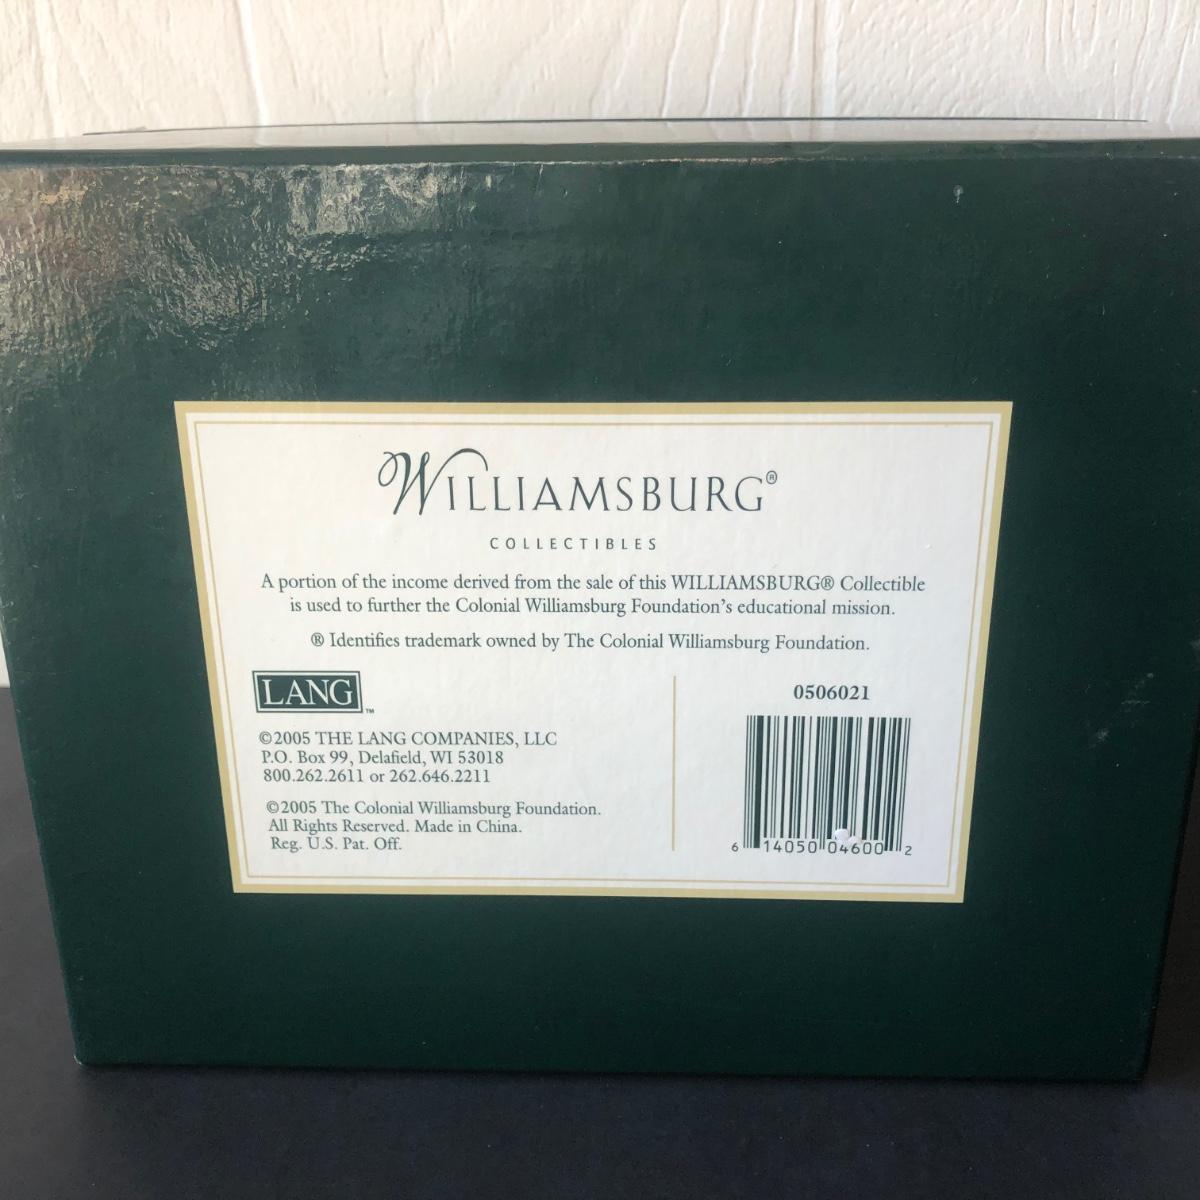 WILLIAMSBURG®
COLLECTIBLES
A portion of the income derived from the sale of this WILLIAMSBURG® Collectible
is used to further the Colonial Williamsburg Foundation's educational mission.
® Identifies trademark owned by The Colonial Williamsburg Foundation.
LANG™
©2005 THE LANG COMPANIES, LLC
P.O. Box 99, Delafield, WI 53018
800.262.2611 or 262.646.2211
©2005 The Colonial Williamsburg Foundation.
All Rights Reserved. Made in China.
Reg. U.S. Pat. Off.
0506021
6 14050 04600 2